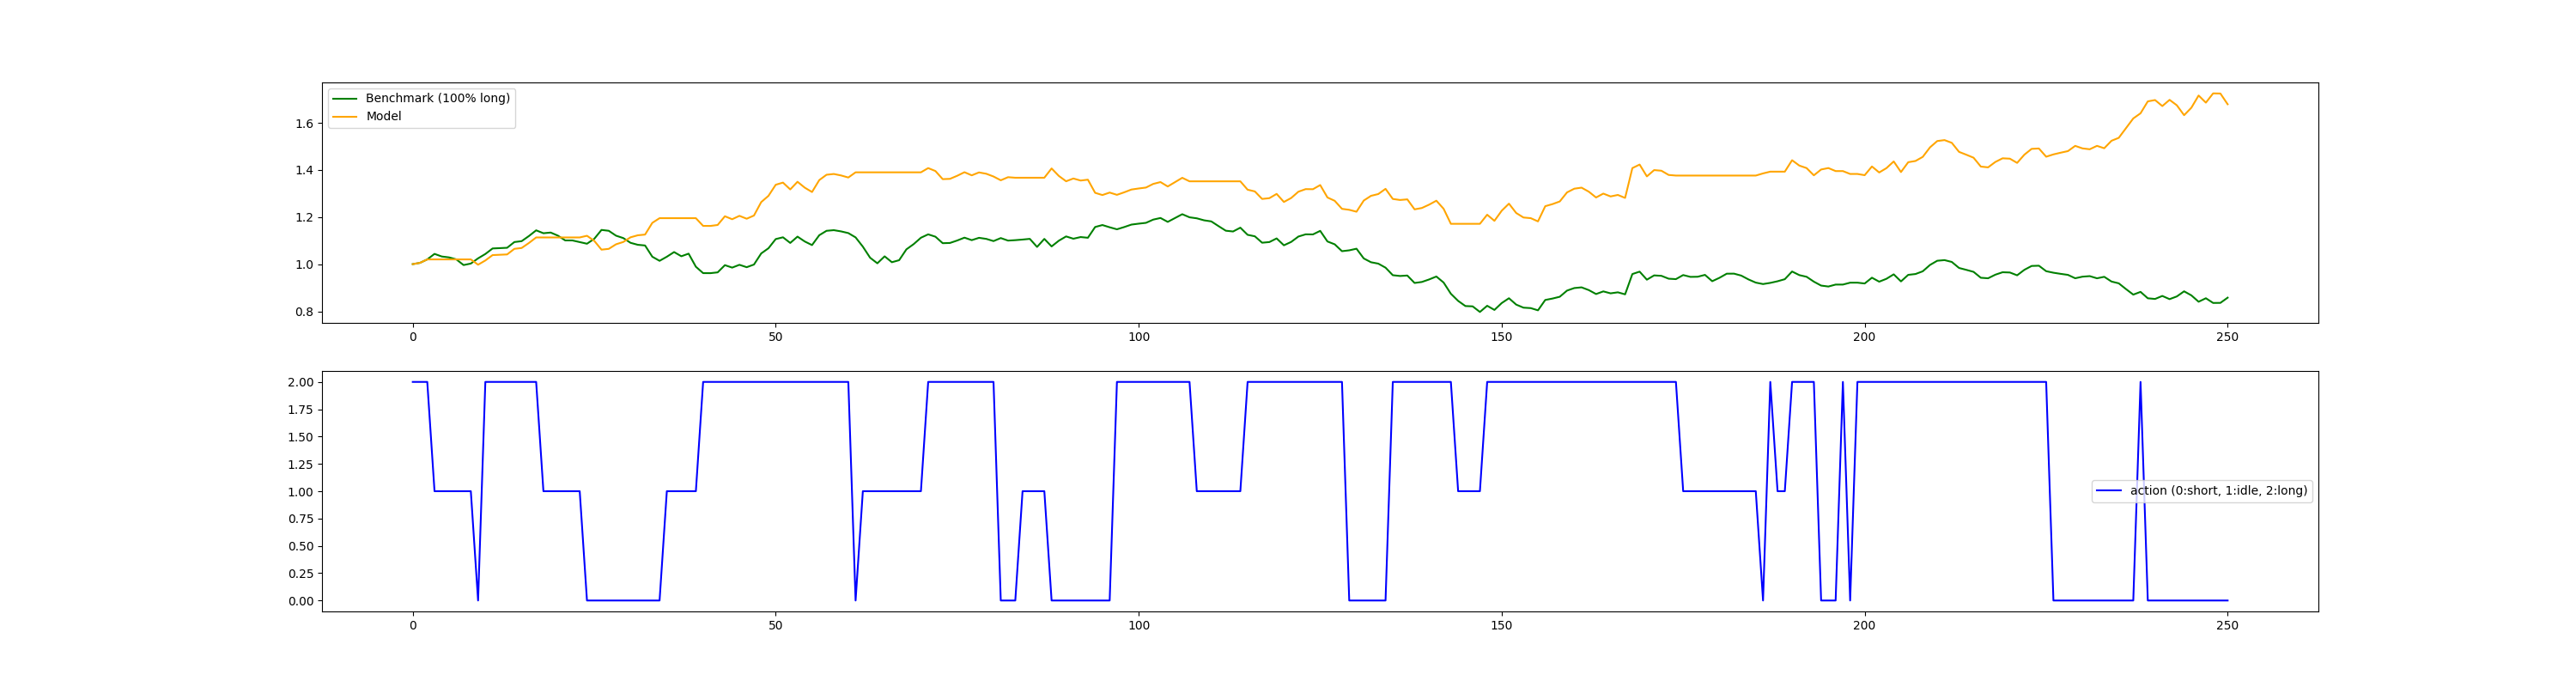 Benchmark (100% long)
Model
1.6
1.4
1.2
1.0
0.8
0 50 100 150 200 250
2.00
1.75
1.50
1.25
1.00
0.75
0.50
0.25
0.00
action (0:short, 1:idle, 2:long)
0 50 100 150 200 250